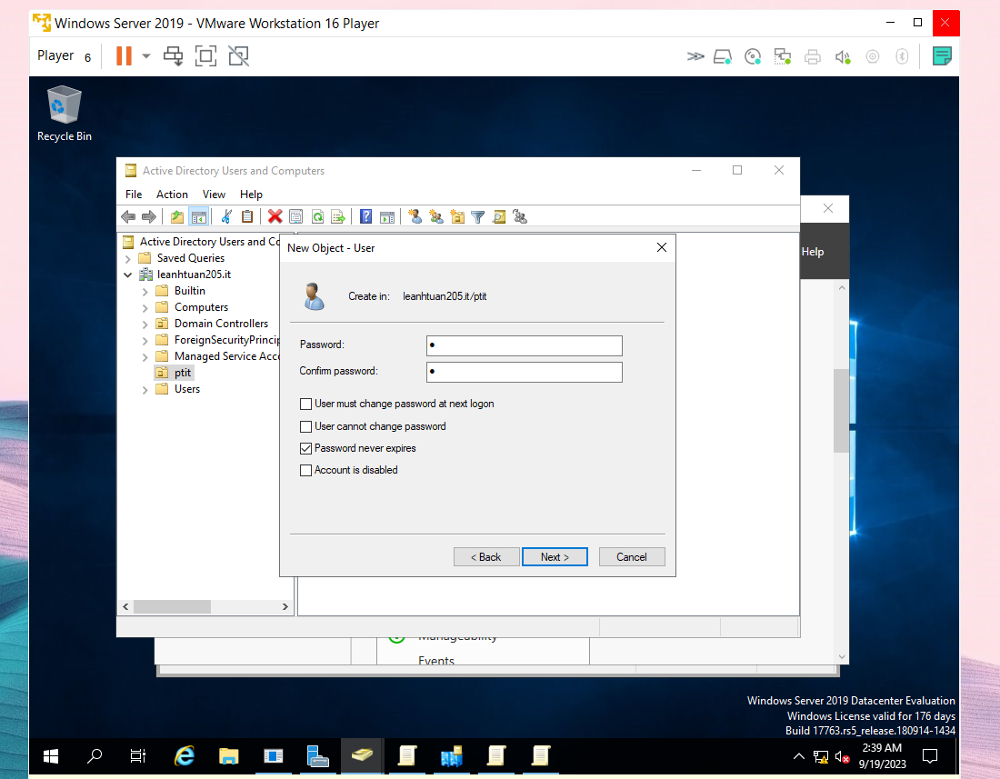 Windows Server 2019 - VMware Workstation 16 Player
Player 6
Recycle Bin
Active Directory Users and Computers
File Action View Help
Help
Active Directory Users and Co
Saved Queries
leanhtuan205.it
Builtin
Computers
Domain Controllers
ForeignSecurityPrincip
Managed Service Acco
ptit
Users
New Object - User
Create in: leanhtuan205.it/ptit
Password:
Confirm password:
User must change password at next logon
User cannot change password
Password never expires
Account is disabled
< Back Next > Cancel
Manageability
Events
Windows Server 2019 Datacenter Evaluation
Windows License valid for 176 days
Build 17763.rs5_release.180914-1434
2:39 AM
9/19/2023